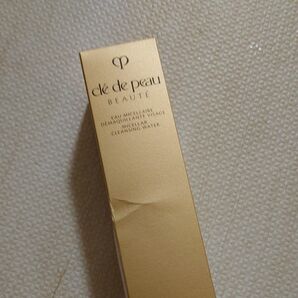 clé de peau
BEAUTÉ
EAU MICELLAIRE
DÉMAQUILLANTE VISAGE
MICELLAR
CLEANSING WATER